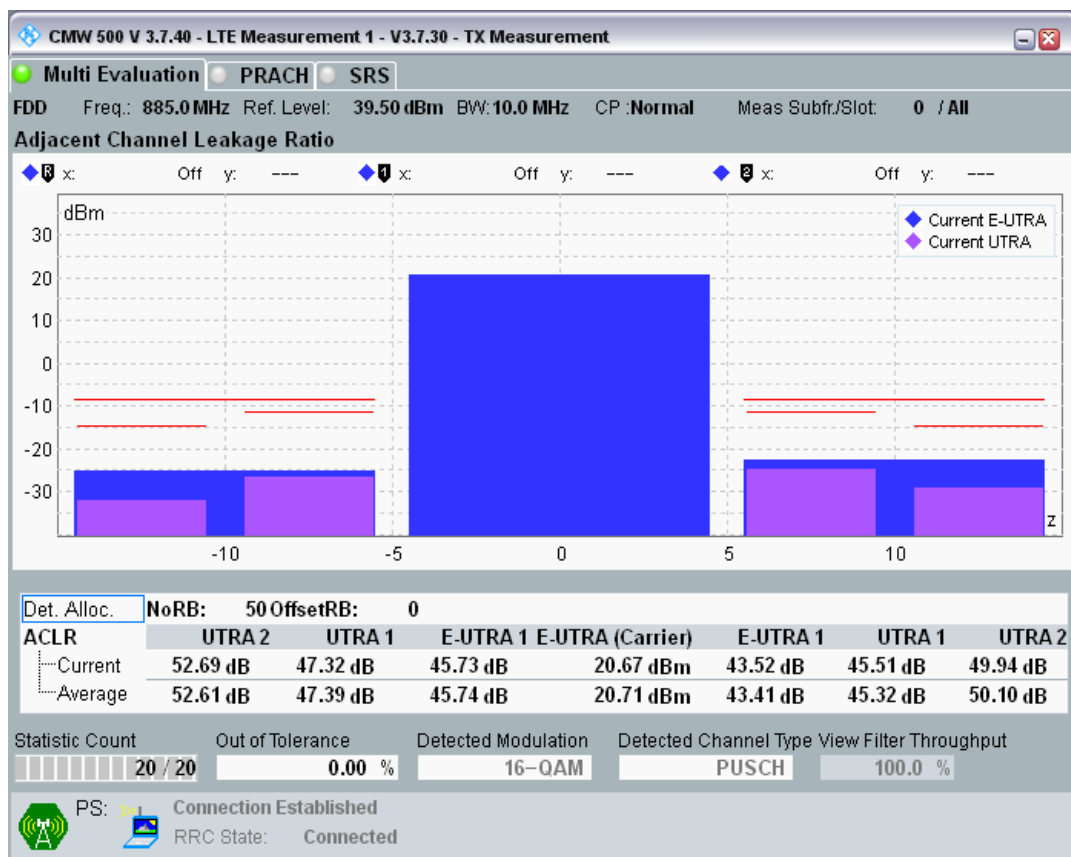 CMW 500 V 3.7.40 - LTE Measurement 1 - V3.7.30 - TX Measurement
Multi Evaluation PRACH SRS
FDD Freq.: 885.0 MHz Ref. Level: 39.50 dBm BW: 10.0 MHz CP :Normal Meas Subfr./Slot: 0 / All
Adjacent Channel Leakage Ratio
R x: Off y: --- 1 x: Off y: --- 2 x: Off y: ---
dBm
Current E-UTRA
Current UTRA
30
20
10
0
-10
-20
-30
z
-10 -5 0 5 10
Det. Alloc. NoRB: 50 OffsetRB: 0
ACLR UTRA 2 UTRA 1 E-UTRA 1 E-UTRA (Carrier) E-UTRA 1 UTRA 1 UTRA 2
Current 52.69 dB 47.32 dB 45.73 dB 20.67 dBm 43.52 dB 45.51 dB 49.94 dB
Average 52.61 dB 47.39 dB 45.74 dB 20.71 dBm 43.41 dB 45.32 dB 50.10 dB
Statistic Count Out of Tolerance Detected Modulation Detected Channel Type View Filter Throughput
20 / 20 0.00 % 16-QAM PUSCH 100.0 %
PS: Connection Established
RRC State: Connected